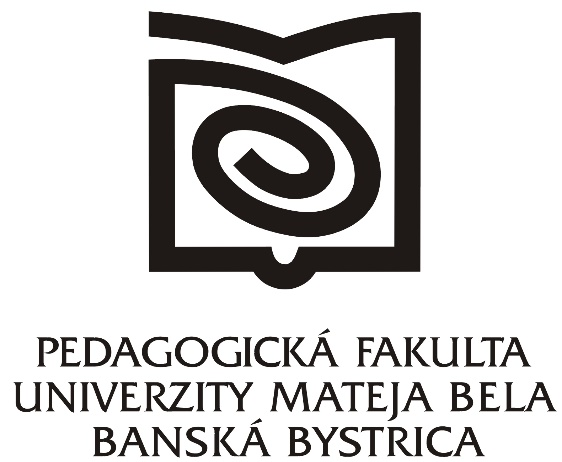 PEDAGOGICKÁ FAKULTA
UNIVERZITY MATEJA BELA
BANSKÁ BYSTRICA